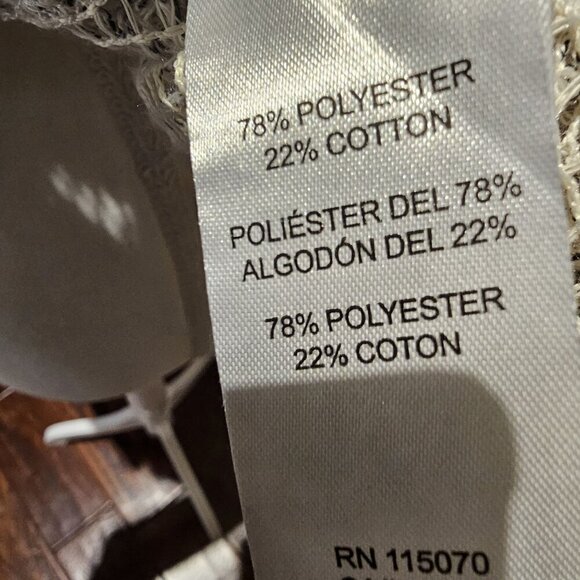 78% POLYESTER
22% COTTON
POLIÉSTER DEL 78%
ALGODÓN DEL 22%
78% POLYESTER
22% COTON
RN 115070